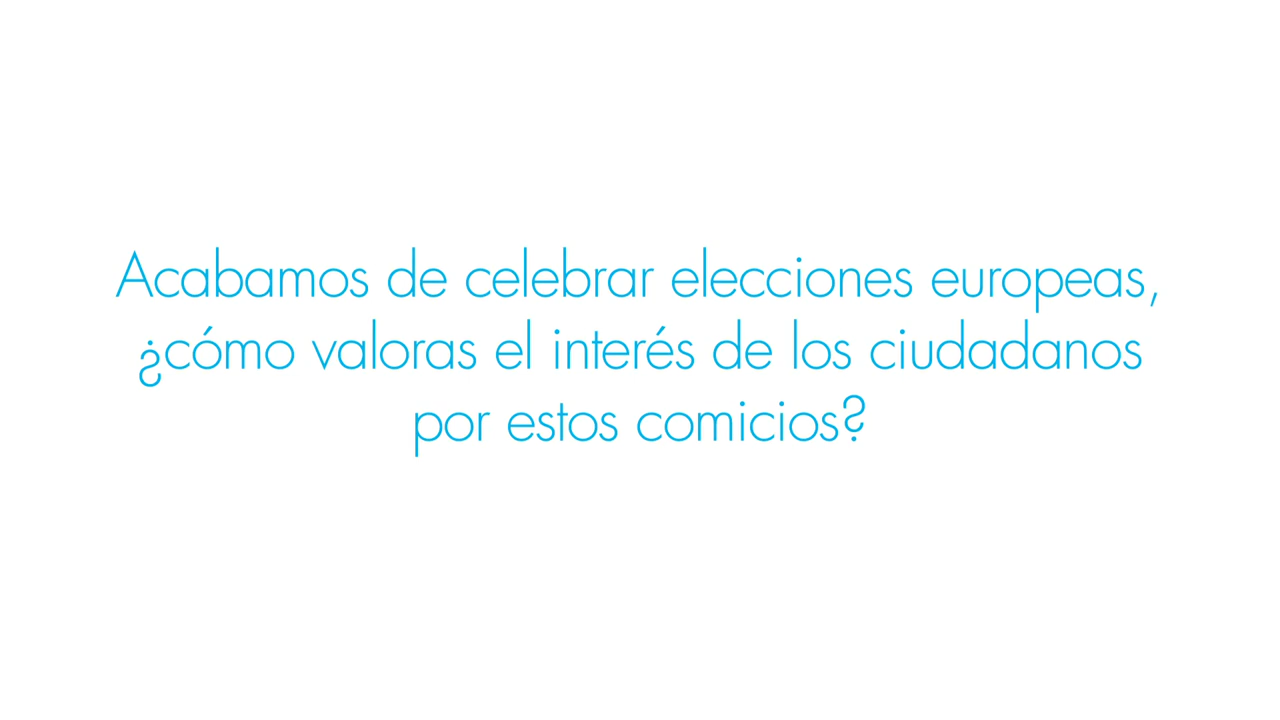 Acabamos de celebrar elecciones europeas,
¿cómo valoras el interés de los ciudadanos
por estos comicios?